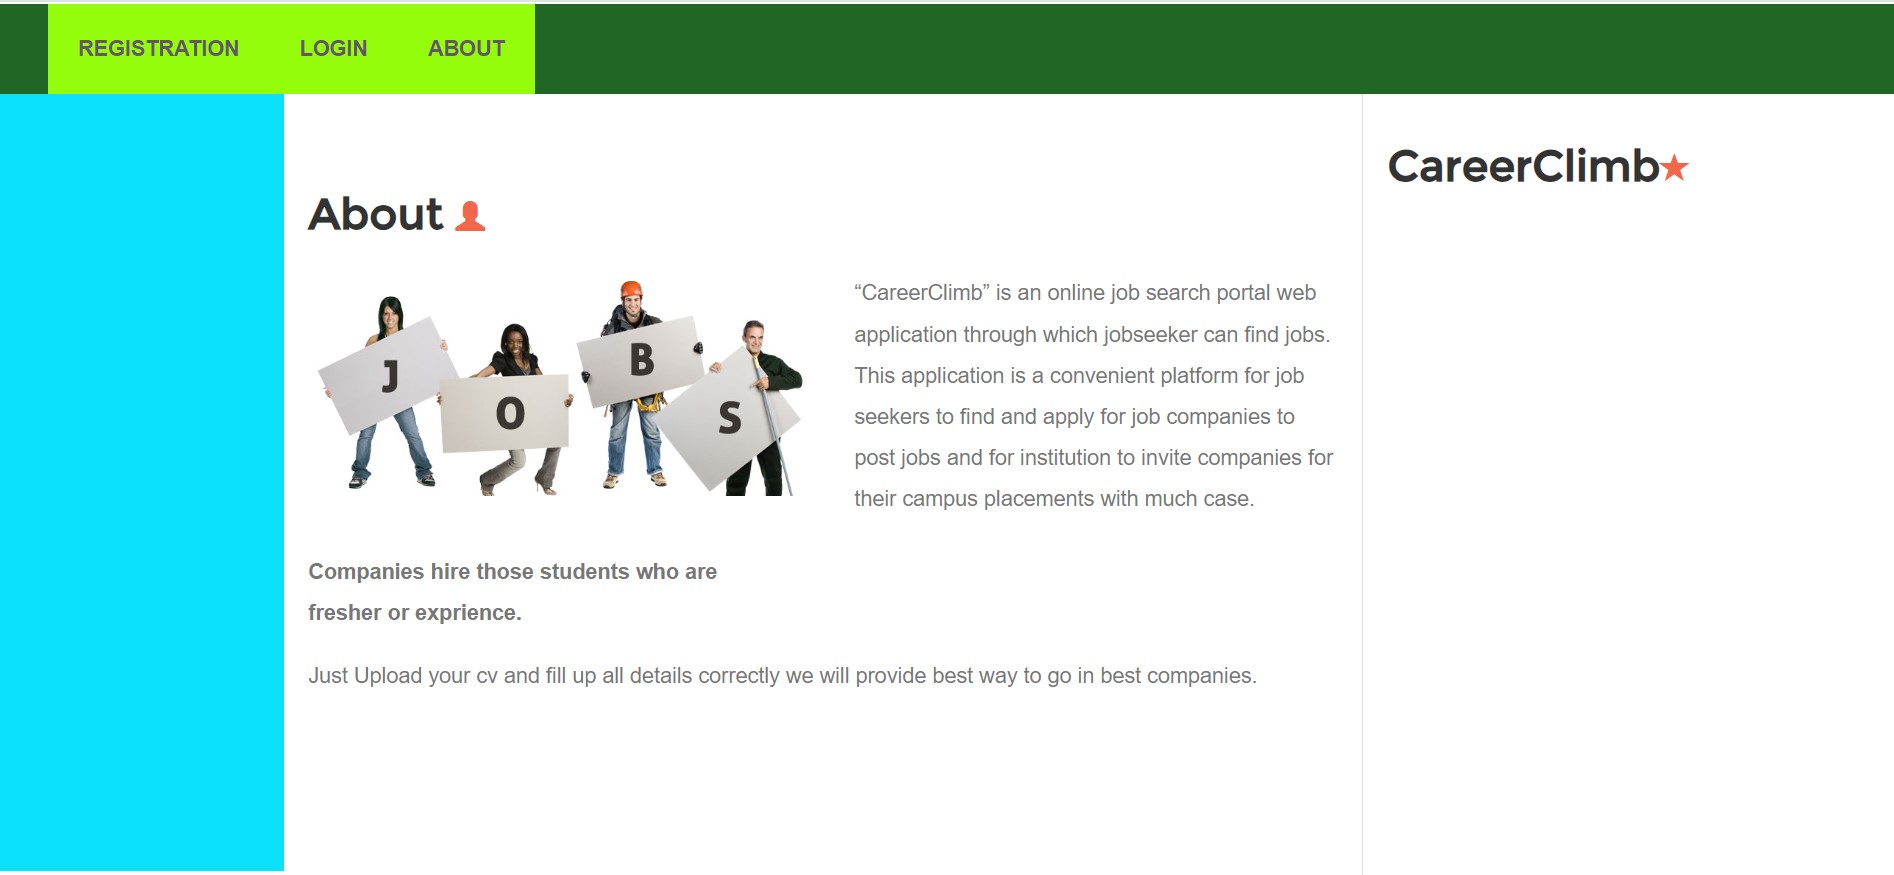 REGISTRATION LOGIN ABOUT
CareerClimb
About
J
O
B
S
“CareerClimb” is an online job search portal web
application through which jobseeker can find jobs.
This application is a convenient platform for job
seekers to find and apply for job companies to
post jobs and for institution to invite companies for
their campus placements with much case.
Companies hire those students who are
fresher or exprience.
Just Upload your cv and fill up all details correctly we will provide best way to go in best companies.